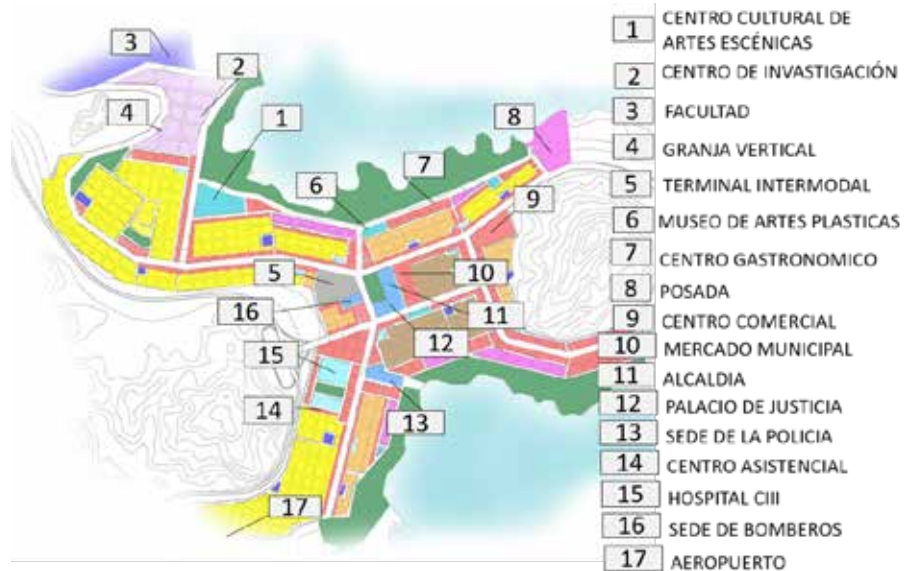 3
2
4
1
8
7
6
9
5
10
16
11
12
15
14
13
17
1 CENTRO CULTURAL DE
ARTES ESCÉNICAS
2 CENTRO DE INVASTIGACIÓN
3 FACULTAD
4 GRANJA VERTICAL
5 TERMINAL INTERMODAL
6 MUSEO DE ARTES PLASTICAS
7 CENTRO GASTRONOMICO
8 POSADA
9 CENTRO COMERCIAL
10 MERCADO MUNICIPAL
11 ALCALDIA
12 PALACIO DE JUSTICIA
13 SEDE DE LA POLICIA
14 CENTRO ASISTENCIAL
15 HOSPITAL CIII
16 SEDE DE BOMBEROS
17 AEROPUERTO